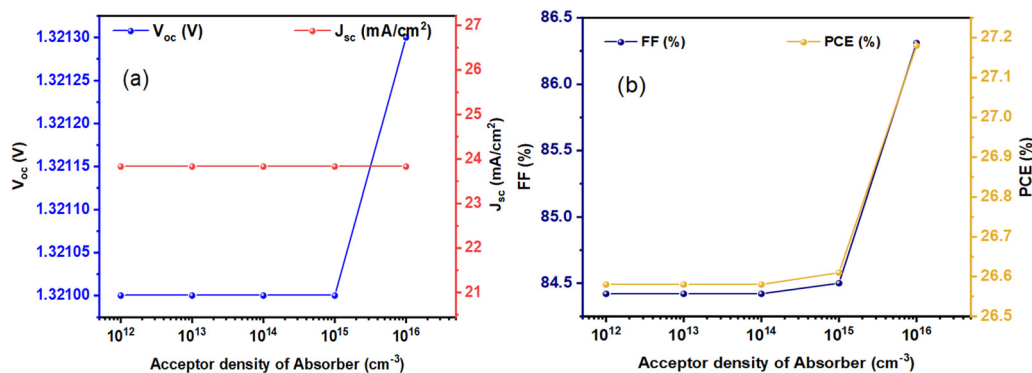 V_oc (V) J_sc (mA/cm²)
(a)
1.32130
1.32125
1.32120
1.32115
1.32110
1.32105
1.32100
V_oc (V)
27
26
25
24
23
22
21
J_sc (mA/cm²)
10¹² 10¹³ 10¹⁴ 10¹⁵ 10¹⁶
Acceptor density of Absorber (cm⁻³)
FF (%) PCE (%)
(b)
86.5
86.0
85.5
85.0
84.5
FF (%)
27.2
27.1
27.0
26.9
26.8
26.7
26.6
26.5
PCE (%)
10¹² 10¹³ 10¹⁴ 10¹⁵ 10¹⁶
Acceptor density of Absorber (cm⁻³)